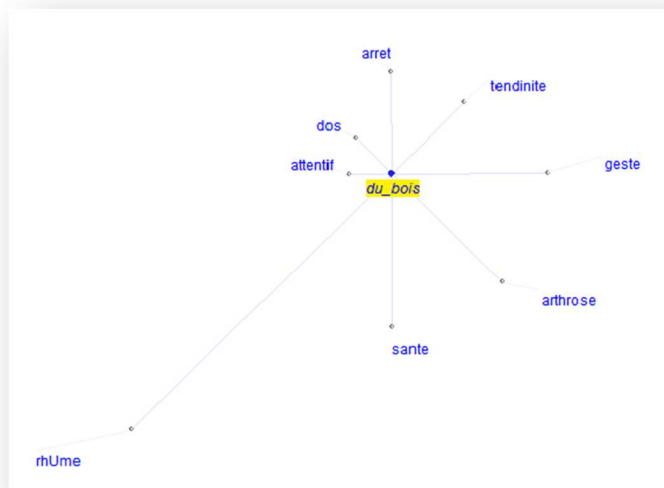 arret
tendinite
dos
attentif
geste
du_bois
arthrose
sante
rhUme